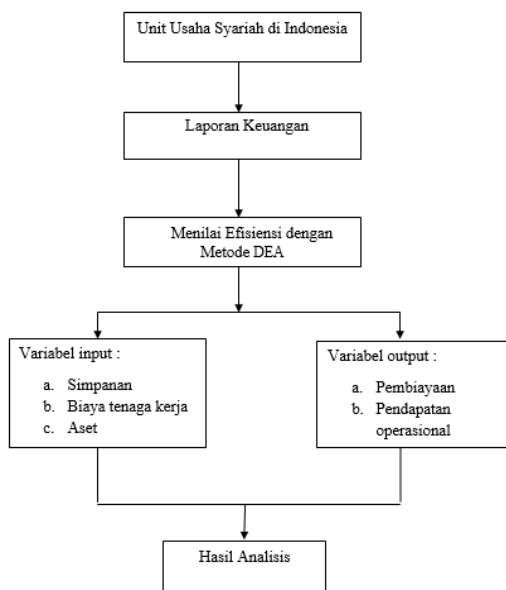 Unit Usaha Syariah di Indonesia
Laporan Keuangan
Menilai Efisiensi dengan
Metode DEA
Variabel input :
a. Simpanan
b. Biaya tenaga kerja
c. Aset
Variabel output :
a. Pembiayaan
b. Pendapatan
operasional
Hasil Analisis